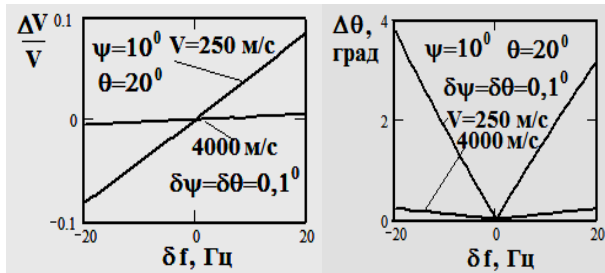 ΔV
V
0.1
ψ=10⁰ V=250 м/с
θ=20⁰
0
4000 м/с
δψ=δθ=0,1⁰
−0.1
−20
0
20
δf, Гц
Δθ,
град
4
ψ=10⁰ θ=20⁰
δψ=δθ=0,1⁰
V=250 м/с
2
4000 м/с
0
−20
0
20
δf, Гц